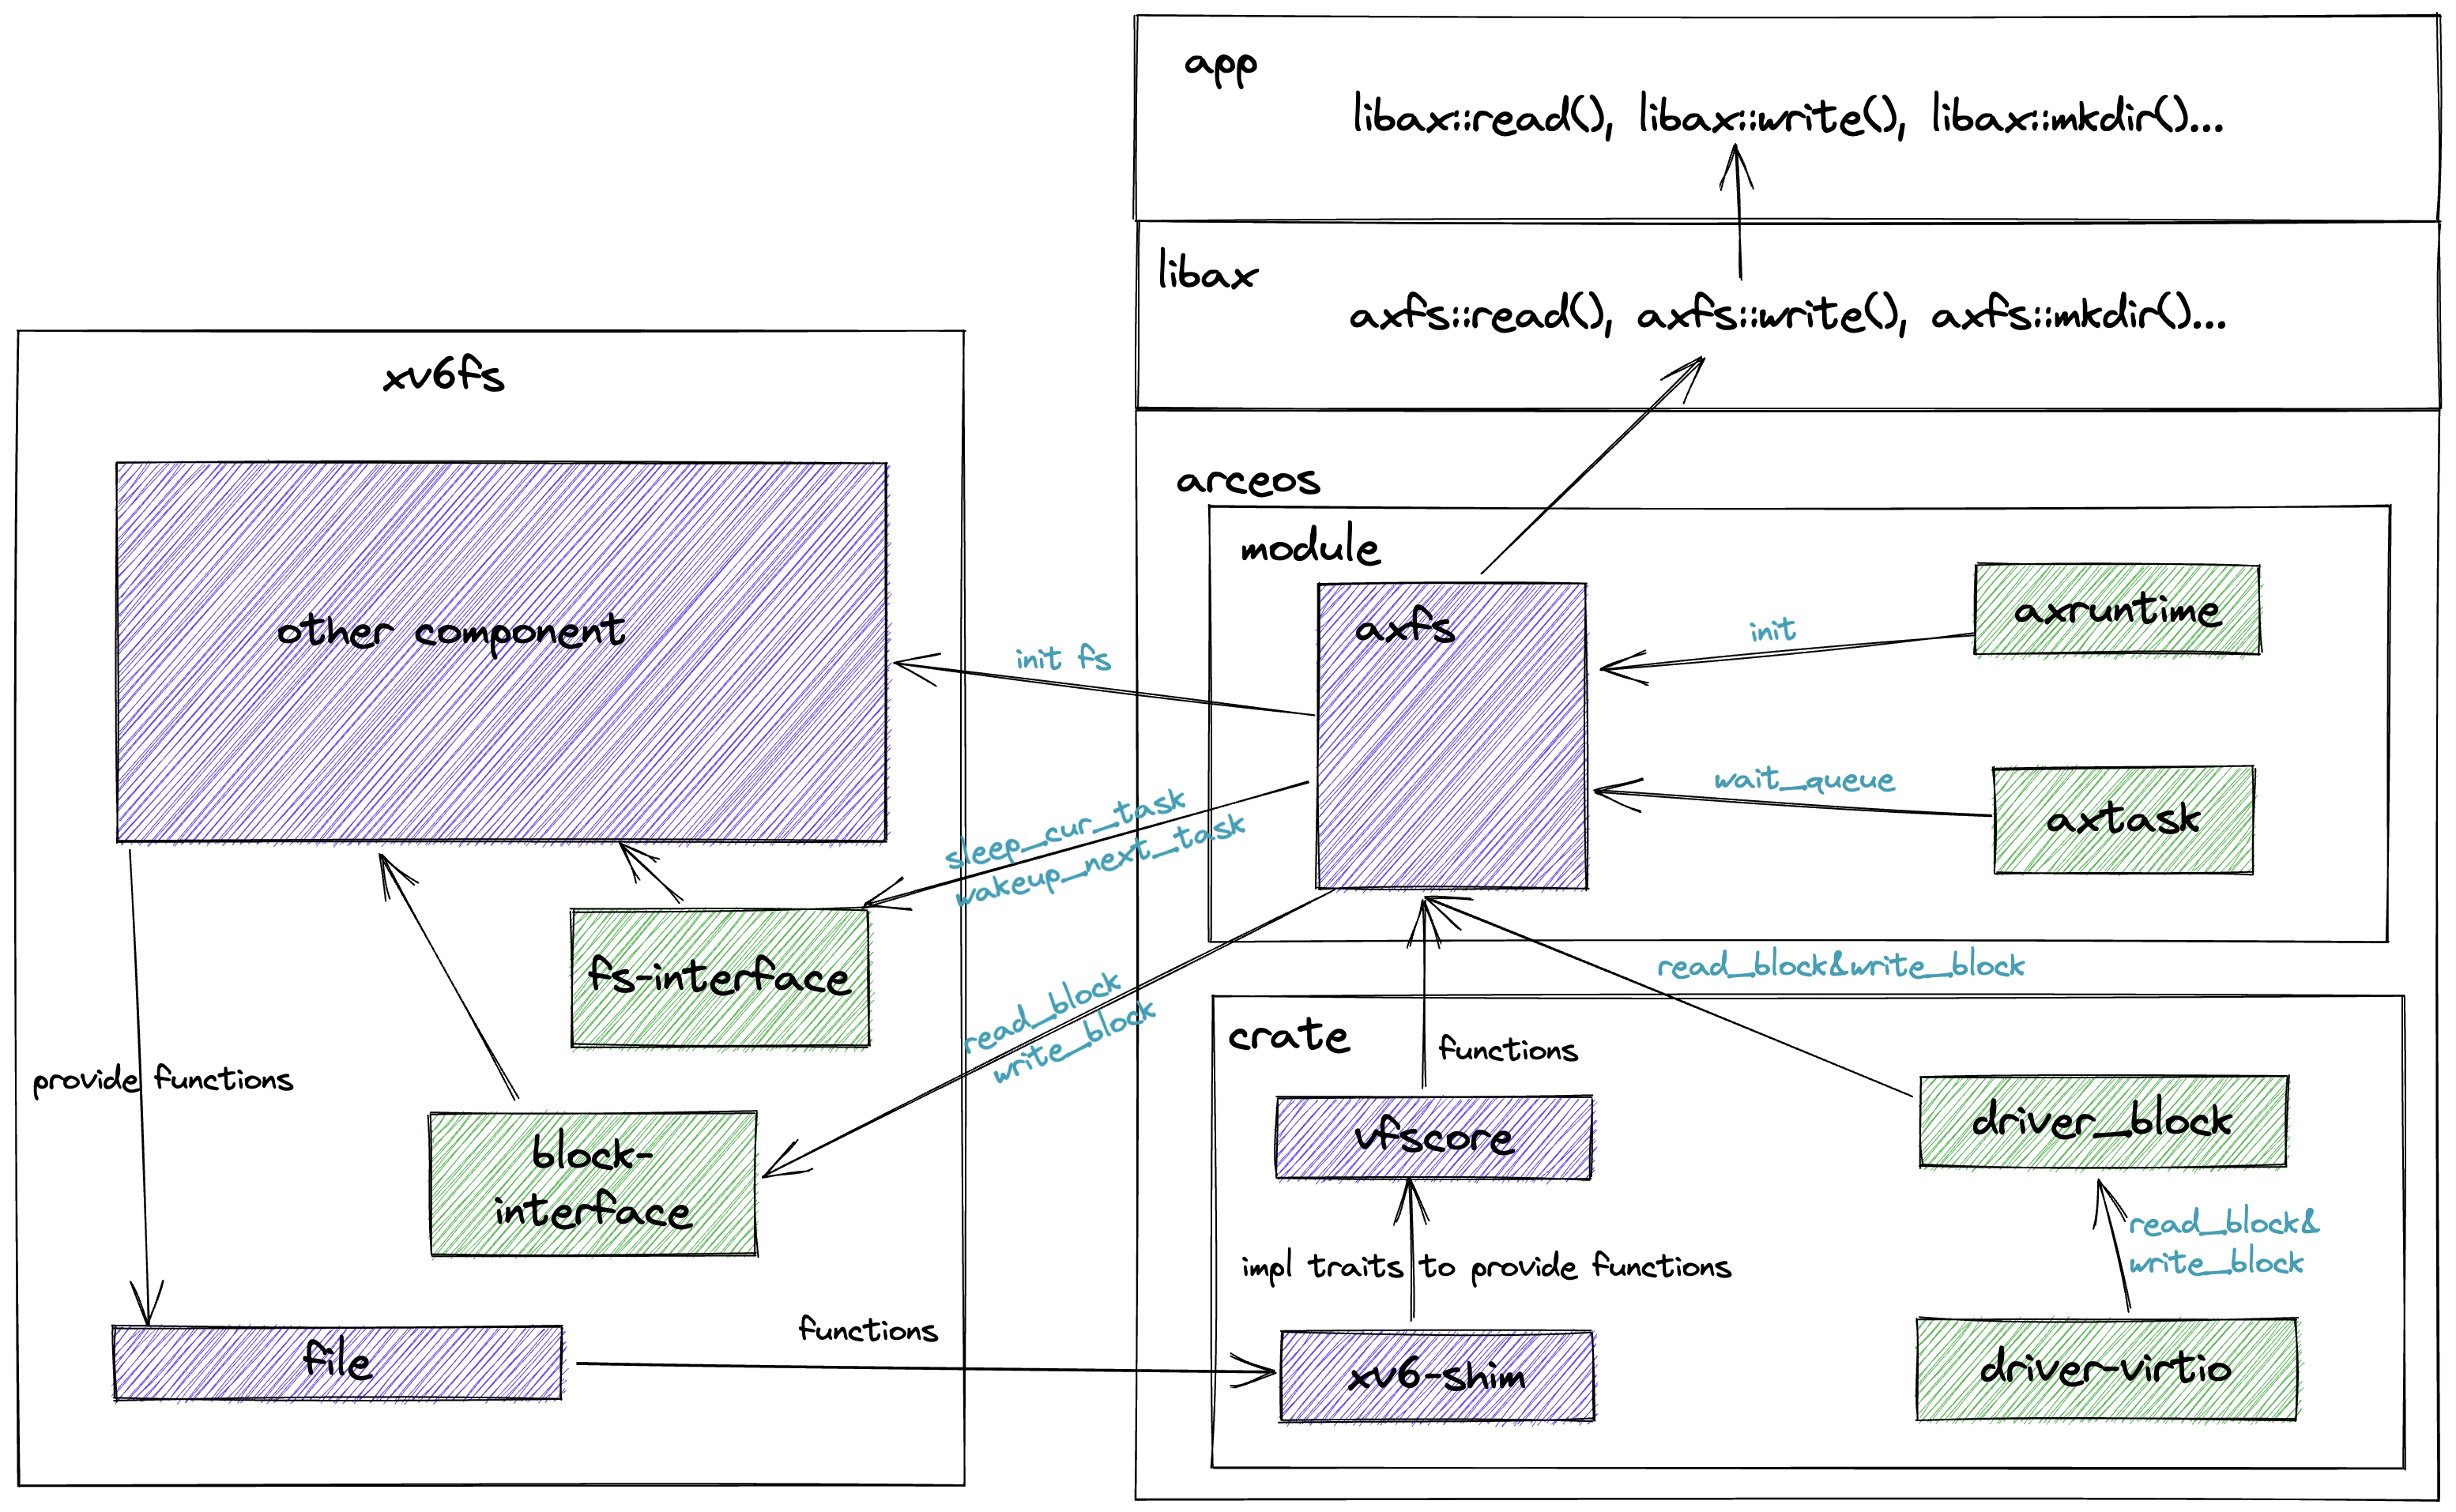 app
libax::read(), libax::write(), libax::mkdir()...
libax
axfs::read(), axfs::write(), axfs::mkdir()...
xv6fs
other component
fs-interface
provide functions
block-
interface
file
functions
init fs
sleep_cur_task
wakeup_next_task
read_block
write_block
arceos
module
axfs
init
axruntime
wait_queue
axtask
read_block&write_block
crate
functions
vfscore
driver_block
impl traits to provide functions
read_block&
write_block
xv6-shim
driver-virtio